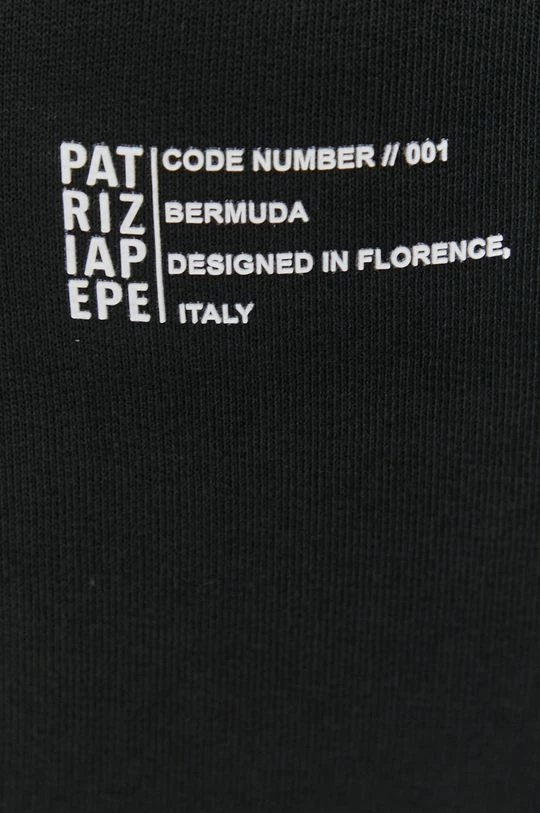 PAT
RIZ
IAP
EPE
CODE NUMBER // 001
BERMUDA
DESIGNED IN FLORENCE,
ITALY